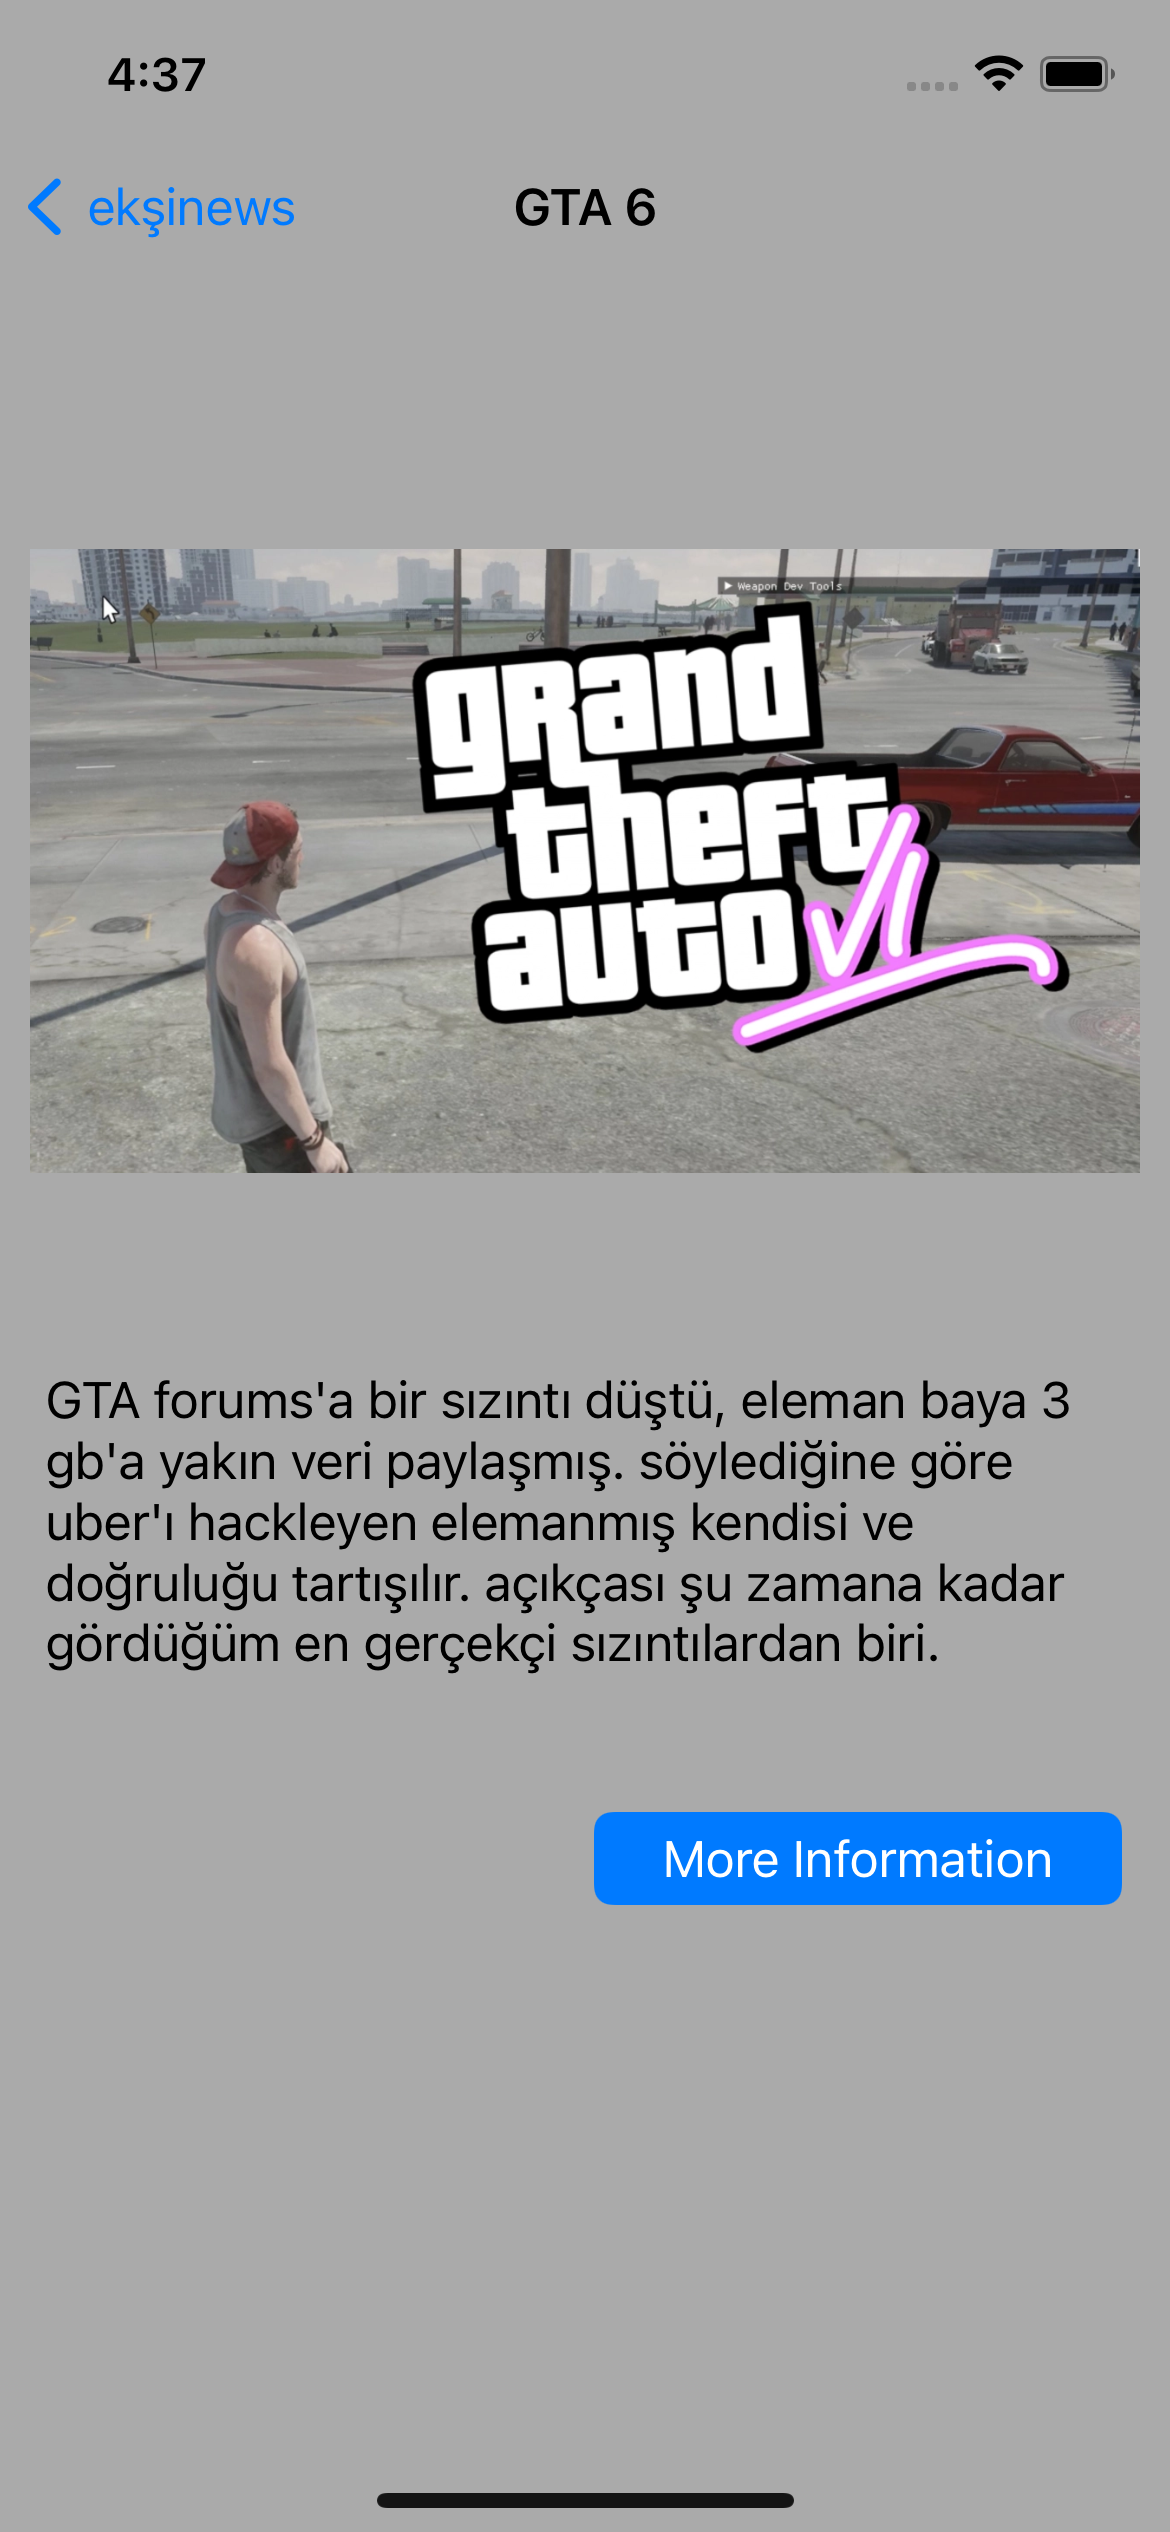 4:37
ekşinews
GTA 6
Weapon Dev Tools
grand
theft
auto VI
GTA forums'a bir sızıntı düştü, eleman baya 3
gb'a yakın veri paylaşmış. söylediğine göre
uber'ı hackleyen elemanmış kendisi ve
doğruluğu tartışılır. açıkçası şu zamana kadar
gördüğüm en gerçekçi sızıntılardan biri.
More Information